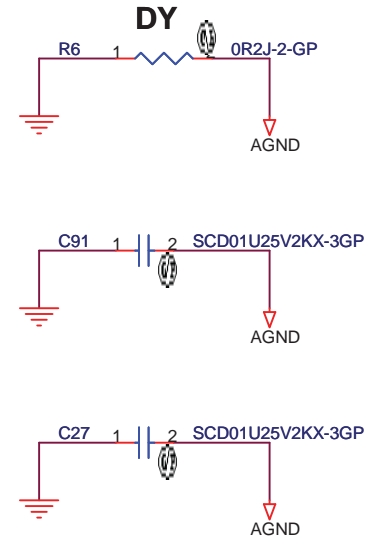 DY
R6 1 2 0R2J-2-GP
AGND
C91 1 2 SCD01U25V2KX-3GP
AGND
C27 1 2 SCD01U25V2KX-3GP
AGND